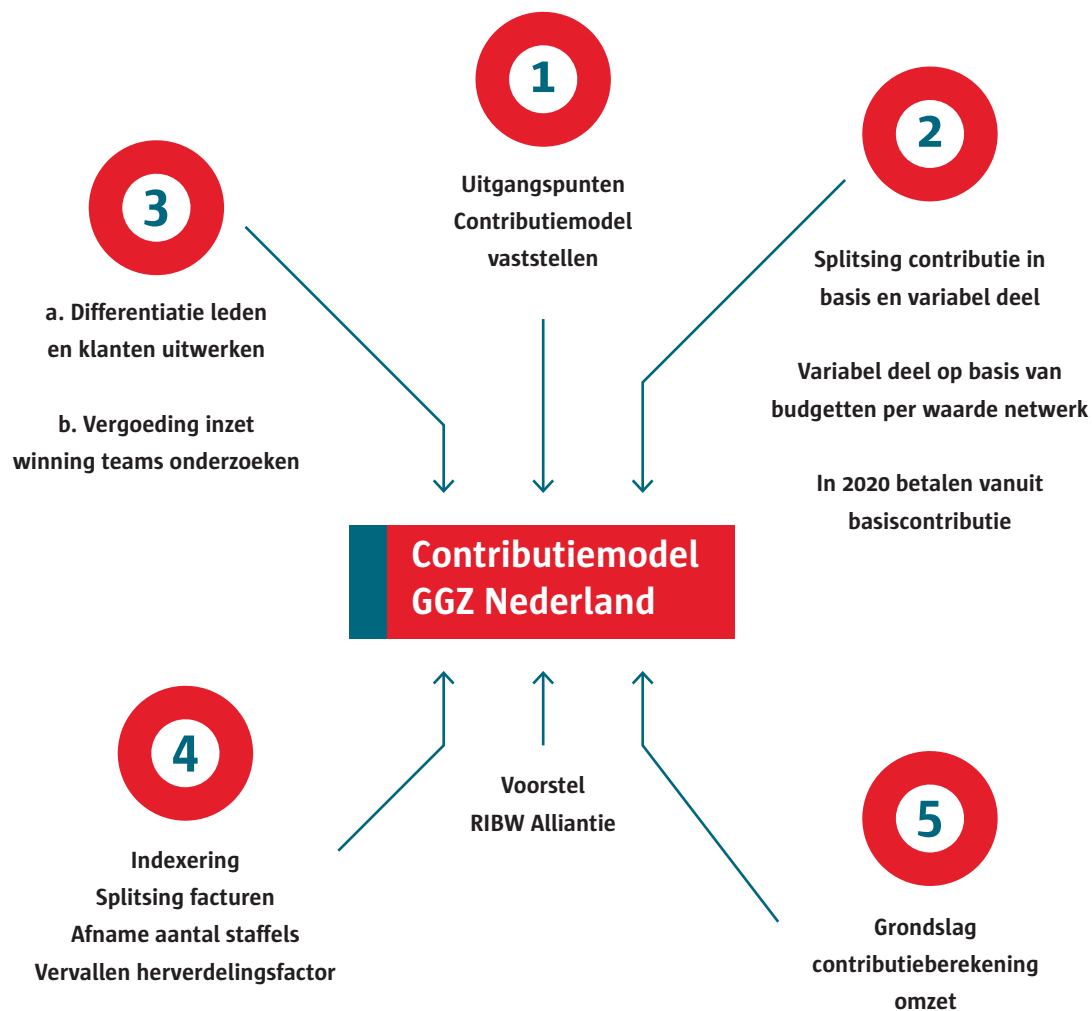 1
Uitgangspunten
Contributiemodel
vaststellen
2
Splitsing contributie in
basis en variabel deel
Variabel deel op basis van
budgetten per waarde netwerk
In 2020 betalen vanuit
basiscontributie
3
a. Differentiatie leden
en klanten uitwerken
b. Vergoeding inzet
winning teams onderzoeken
Contributiemodel
GGZ Nederland
4
Indexering
Splitsing facturen
Afname aantal staffels
Vervallen herverdelingsfactor
Voorstel
RIBW Alliantie
5
Grondslag
contributieberekening
omzet